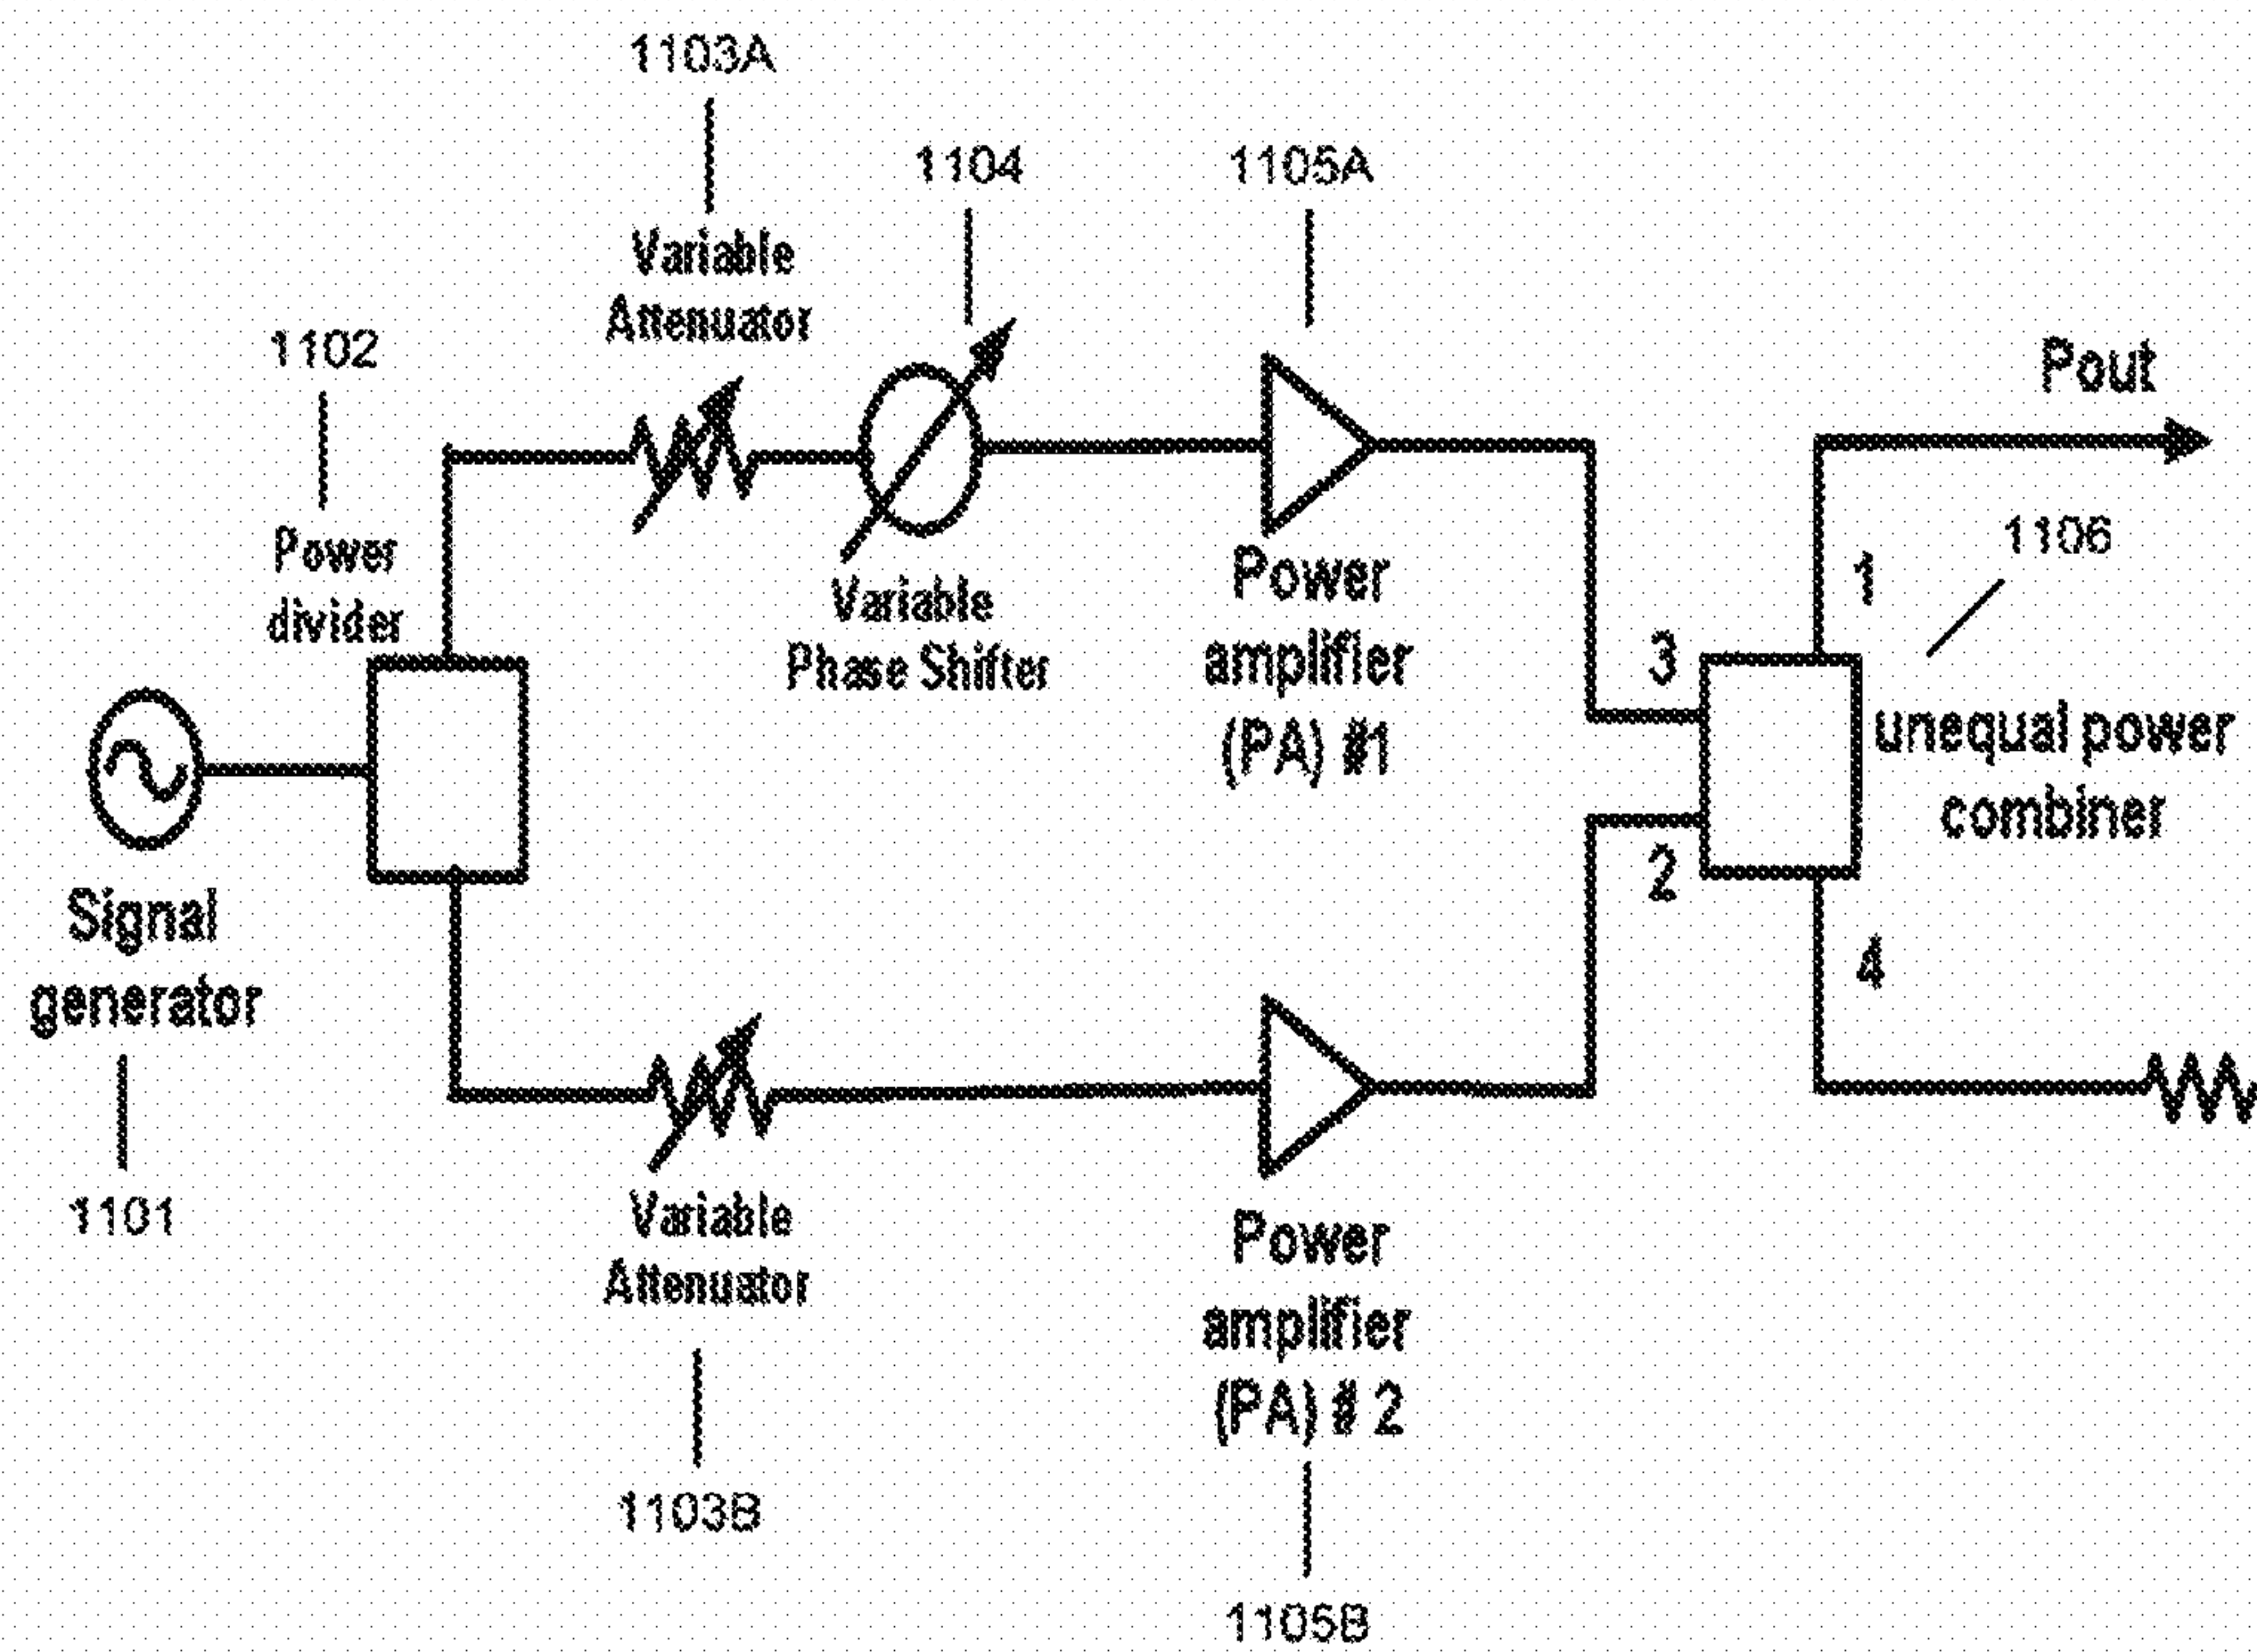 1103A
Variable
Attenuator
1104
1105A
1102
Power
divider
Variable
Phase Shifter
Power
amplifier
(PA) #1
Pout
1106
1
3
unequal power
combiner
2
4
Signal
generator
1101
Variable
Attenuator
1103B
Power
amplifier
(PA) # 2
1105B